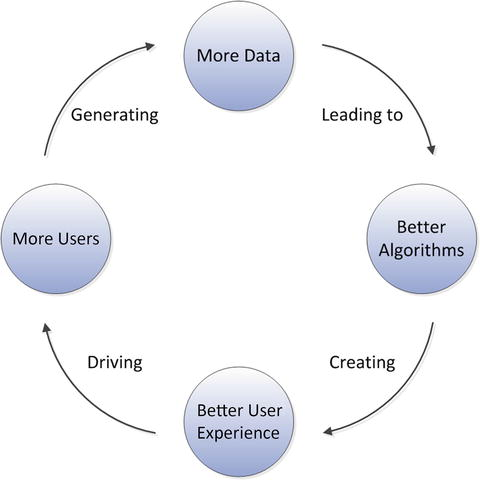 More Data
Leading to
Better
Algorithms
Creating
Better User
Experience
Driving
More Users
Generating